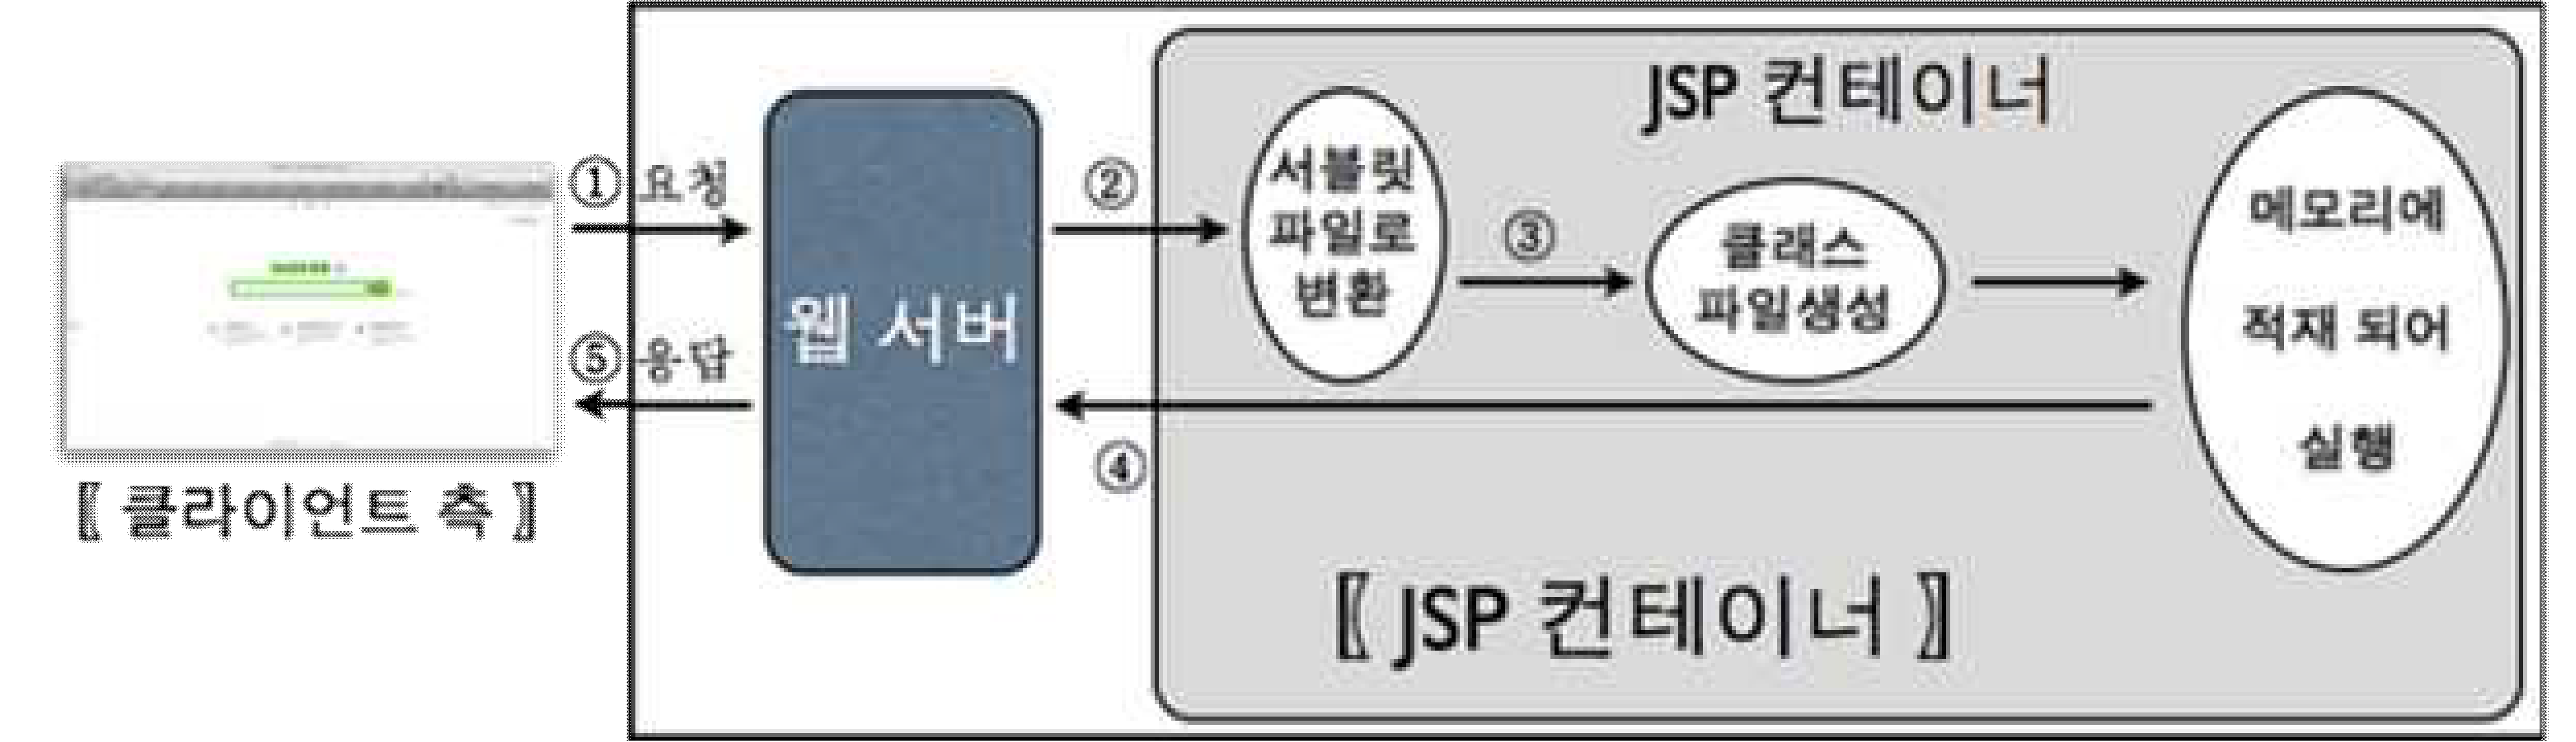 JSP 컨테이너
① 요청
②
서블릿
파일로
변환
③
클래스
파일생성
메모리에
적재 되어
실행
웹 서버
⑤ 응답
④
〖 클라이언트 측 〗
〖 JSP 컨테이너 〗